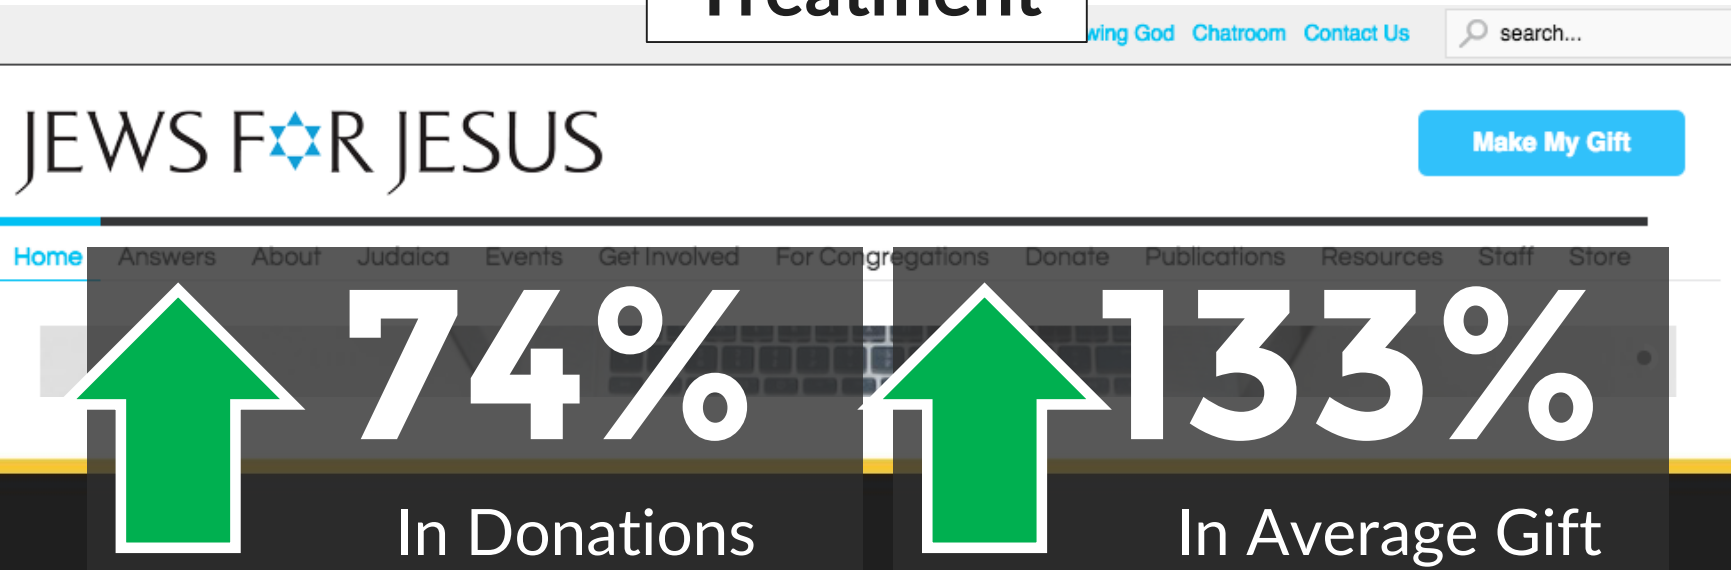 Treatment
wing God Chatroom Contact Us search...
JEWS FOR JESUS
Make My Gift
Home Answers About Judaica Events Get Involved For Congregations Donate Publications Resources Staff Store
74% 133%
In Donations In Average Gift